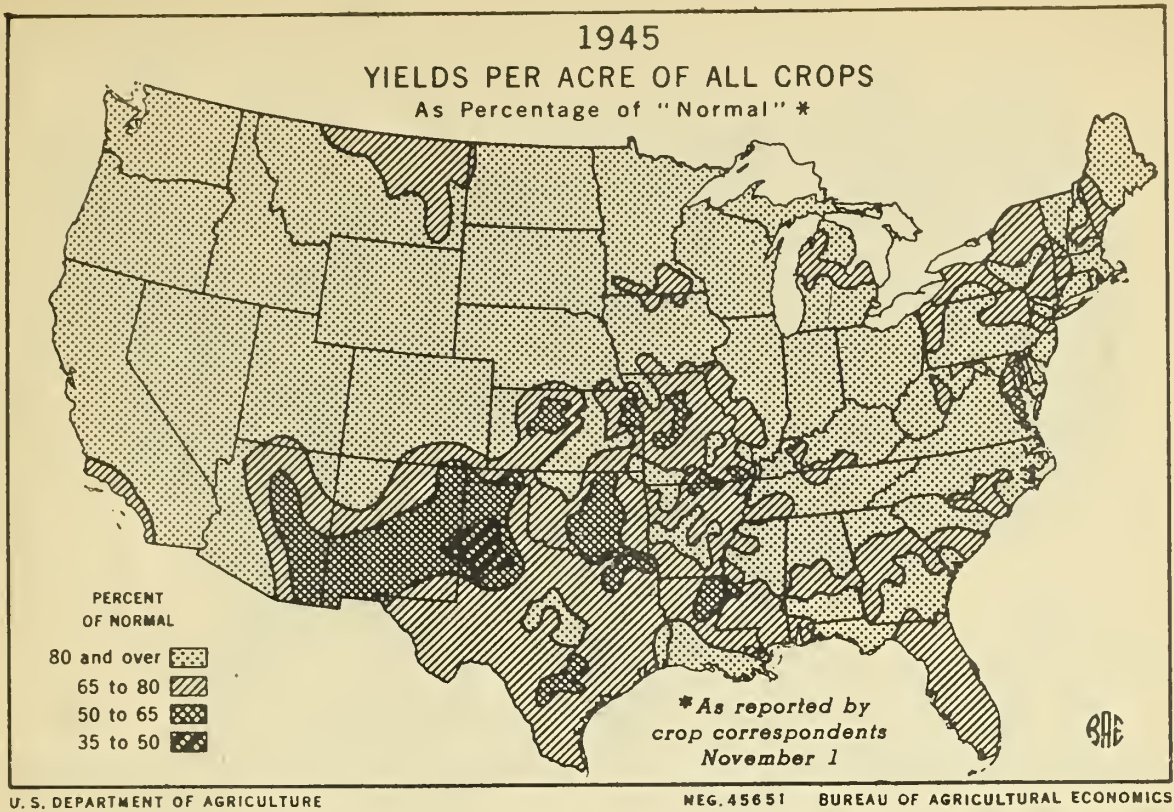 1945
YIELDS PER ACRE OF ALL CROPS
As Percentage of "Normal" *
PERCENT
OF NORMAL
80 and over
65 to 80
50 to 65
35 to 50
*As reported by
crop correspondents
November 1
BAE
U. S. DEPARTMENT OF AGRICULTURE
NEG. 45651 BUREAU OF AGRICULTURAL ECONOMICS